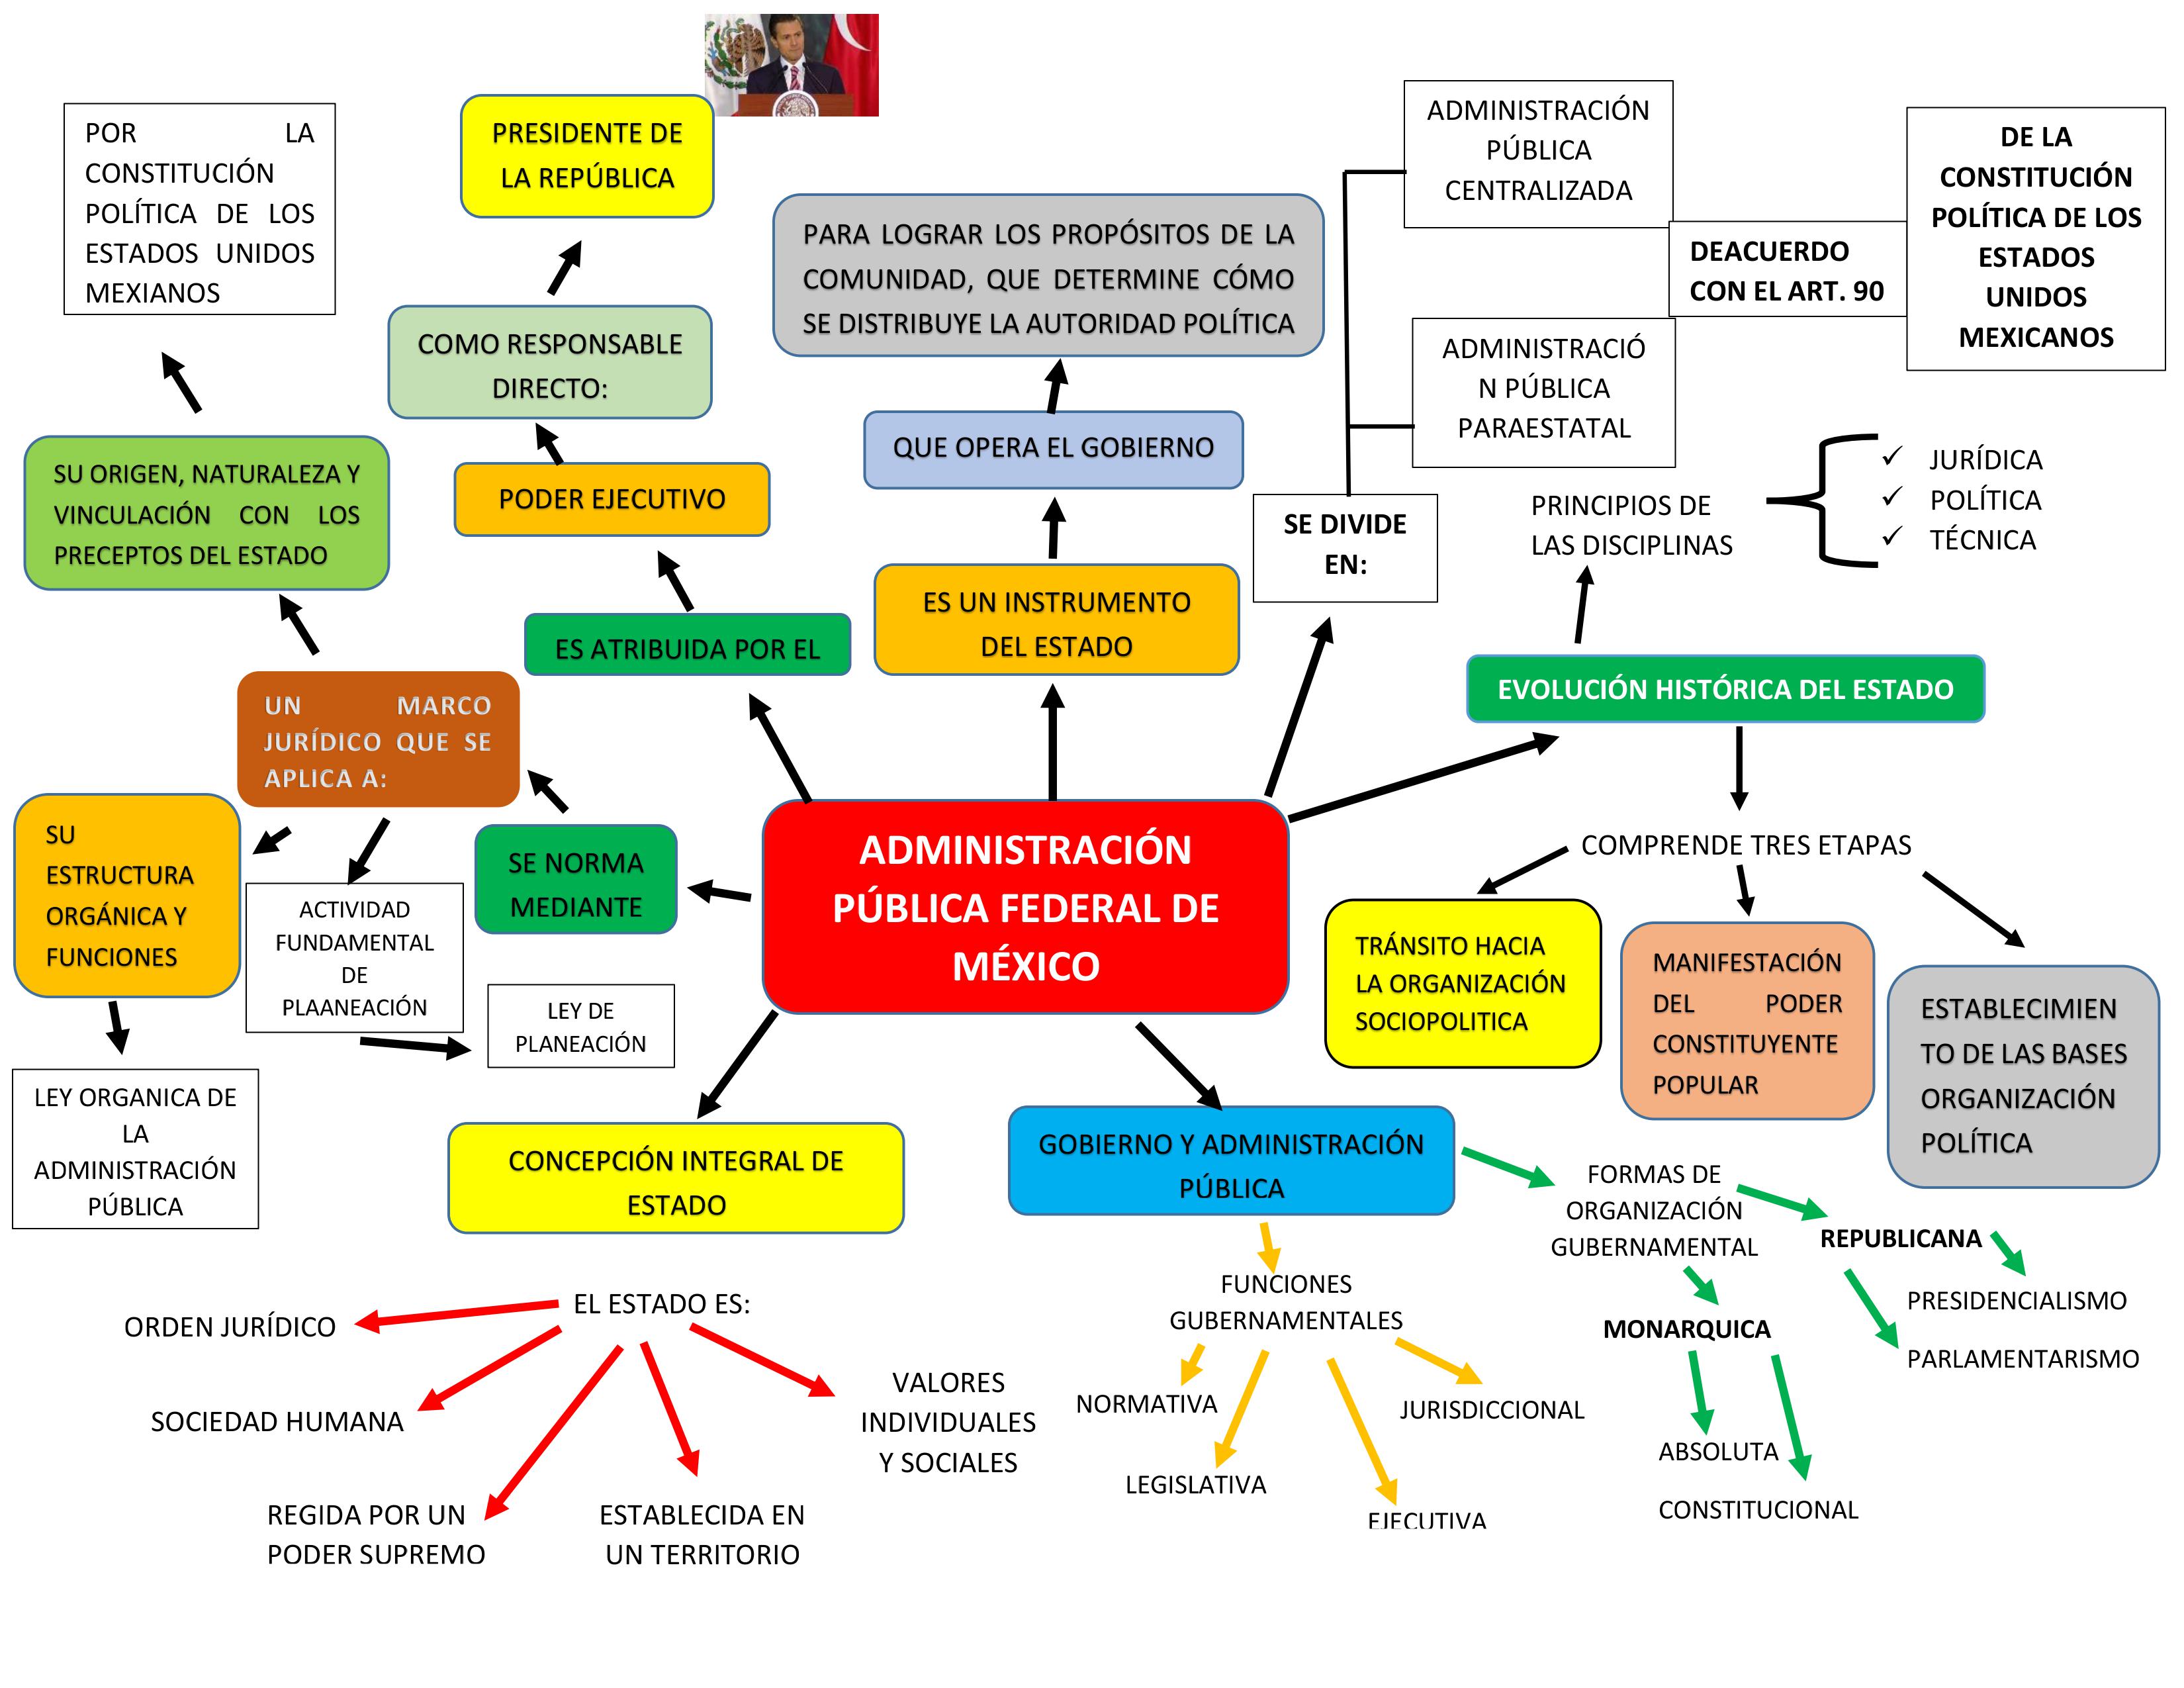 POR LA
CONSTITUCIÓN
POLÍTICA DE LOS
ESTADOS UNIDOS
MEXIANOS
PRESIDENTE DE
LA REPÚBLICA
COMO RESPONSABLE
DIRECTO:
PODER EJECUTIVO
ES ATRIBUIDA POR EL
PARA LOGRAR LOS PROPÓSITOS DE LA
COMUNIDAD, QUE DETERMINE CÓMO
SE DISTRIBUYE LA AUTORIDAD POLÍTICA
QUE OPERA EL GOBIERNO
ES UN INSTRUMENTO
DEL ESTADO
ADMINISTRACIÓN
PÚBLICA
CENTRALIZADA
DEACUERDO
CON EL ART. 90
DE LA
CONSTITUCIÓN
POLÍTICA DE LOS
ESTADOS
UNIDOS
MEXICANOS
ADMINISTRACIÓ
N PÚBLICA
PARAESTATAL
SE DIVIDE
EN:
PRINCIPIOS DE
LAS DISCIPLINAS
JURÍDICA
POLÍTICA
TÉCNICA
EVOLUCIÓN HISTÓRICA DEL ESTADO
SU ORIGEN, NATURALEZA Y
VINCULACIÓN CON LOS
PRECEPTOS DEL ESTADO
UN MARCO
JURÍDICO QUE SE
APLICA A:
SU
ESTRUCTURA
ORGÁNICA Y
FUNCIONES
ACTIVIDAD
FUNDAMENTAL
DE
PLAANEACIÓN
SE NORMA
MEDIANTE
LEY DE
PLANEACIÓN
LEY ORGANICA DE
LA
ADMINISTRACIÓN
PÚBLICA
ADMINISTRACIÓN
PÚBLICA FEDERAL DE
MÉXICO
COMPRENDE TRES ETAPAS
TRÁNSITO HACIA
LA ORGANIZACIÓN
SOCIOPOLITICA
MANIFESTACIÓN
DEL PODER
CONSTITUYENTE
POPULAR
ESTABLECIMIEN
TO DE LAS BASES
ORGANIZACIÓN
POLÍTICA
CONCEPCIÓN INTEGRAL DE
ESTADO
EL ESTADO ES:
ORDEN JURÍDICO
SOCIEDAD HUMANA
REGIDA POR UN
PODER SUPREMO
ESTABLECIDA EN
UN TERRITORIO
VALORES
INDIVIDUALES
Y SOCIALES
GOBIERNO Y ADMINISTRACIÓN
PÚBLICA
FUNCIONES
GUBERNAMENTALES
NORMATIVA
LEGISLATIVA
EJECUTIVA
JURISDICCIONAL
FORMAS DE
ORGANIZACIÓN
GUBERNAMENTAL
REPUBLICANA
PRESIDENCIALISMO
PARLAMENTARISMO
MONARQUICA
ABSOLUTA
CONSTITUCIONAL